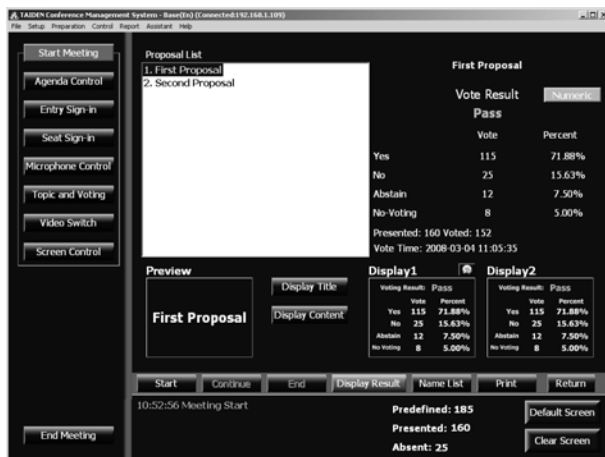 TAIDEN Conference Management System - Base(En) (Connected:192.168.1.109)
File Setup Preparation Control Report Assistant Help
Start Meeting
Agenda Control
Entry Sign-in
Seat Sign-in
Microphone Control
Topic and Voting
Video Switch
Screen Control
End Meeting
Proposal List
1. First Proposal
2. Second Proposal
First Proposal
Vote Result Numeric
Pass
Vote Percent
Yes 115 71.88%
No 25 15.63%
Abstain 12 7.50%
No-Voting 8 5.00%
Presented: 160 Voted: 152
Vote Time: 2008-03-04 11:05:35
Preview
First Proposal
Display Title
Display Content
Display1
Voting Result: Pass
Vote Percent
Yes 115 71.88%
No 25 15.63%
Abstain 12 7.50%
No Voting 8 5.00%
Display2
Voting Result: Pass
Vote Percent
Yes 115 71.88%
No 25 15.63%
Abstain 12 7.50%
No Voting 8 5.00%
Start Continue End Display Result Name List Print Return
10:52:56 Meeting Start
Predefined: 185
Presented: 160
Absent: 25
Default Screen
Clear Screen